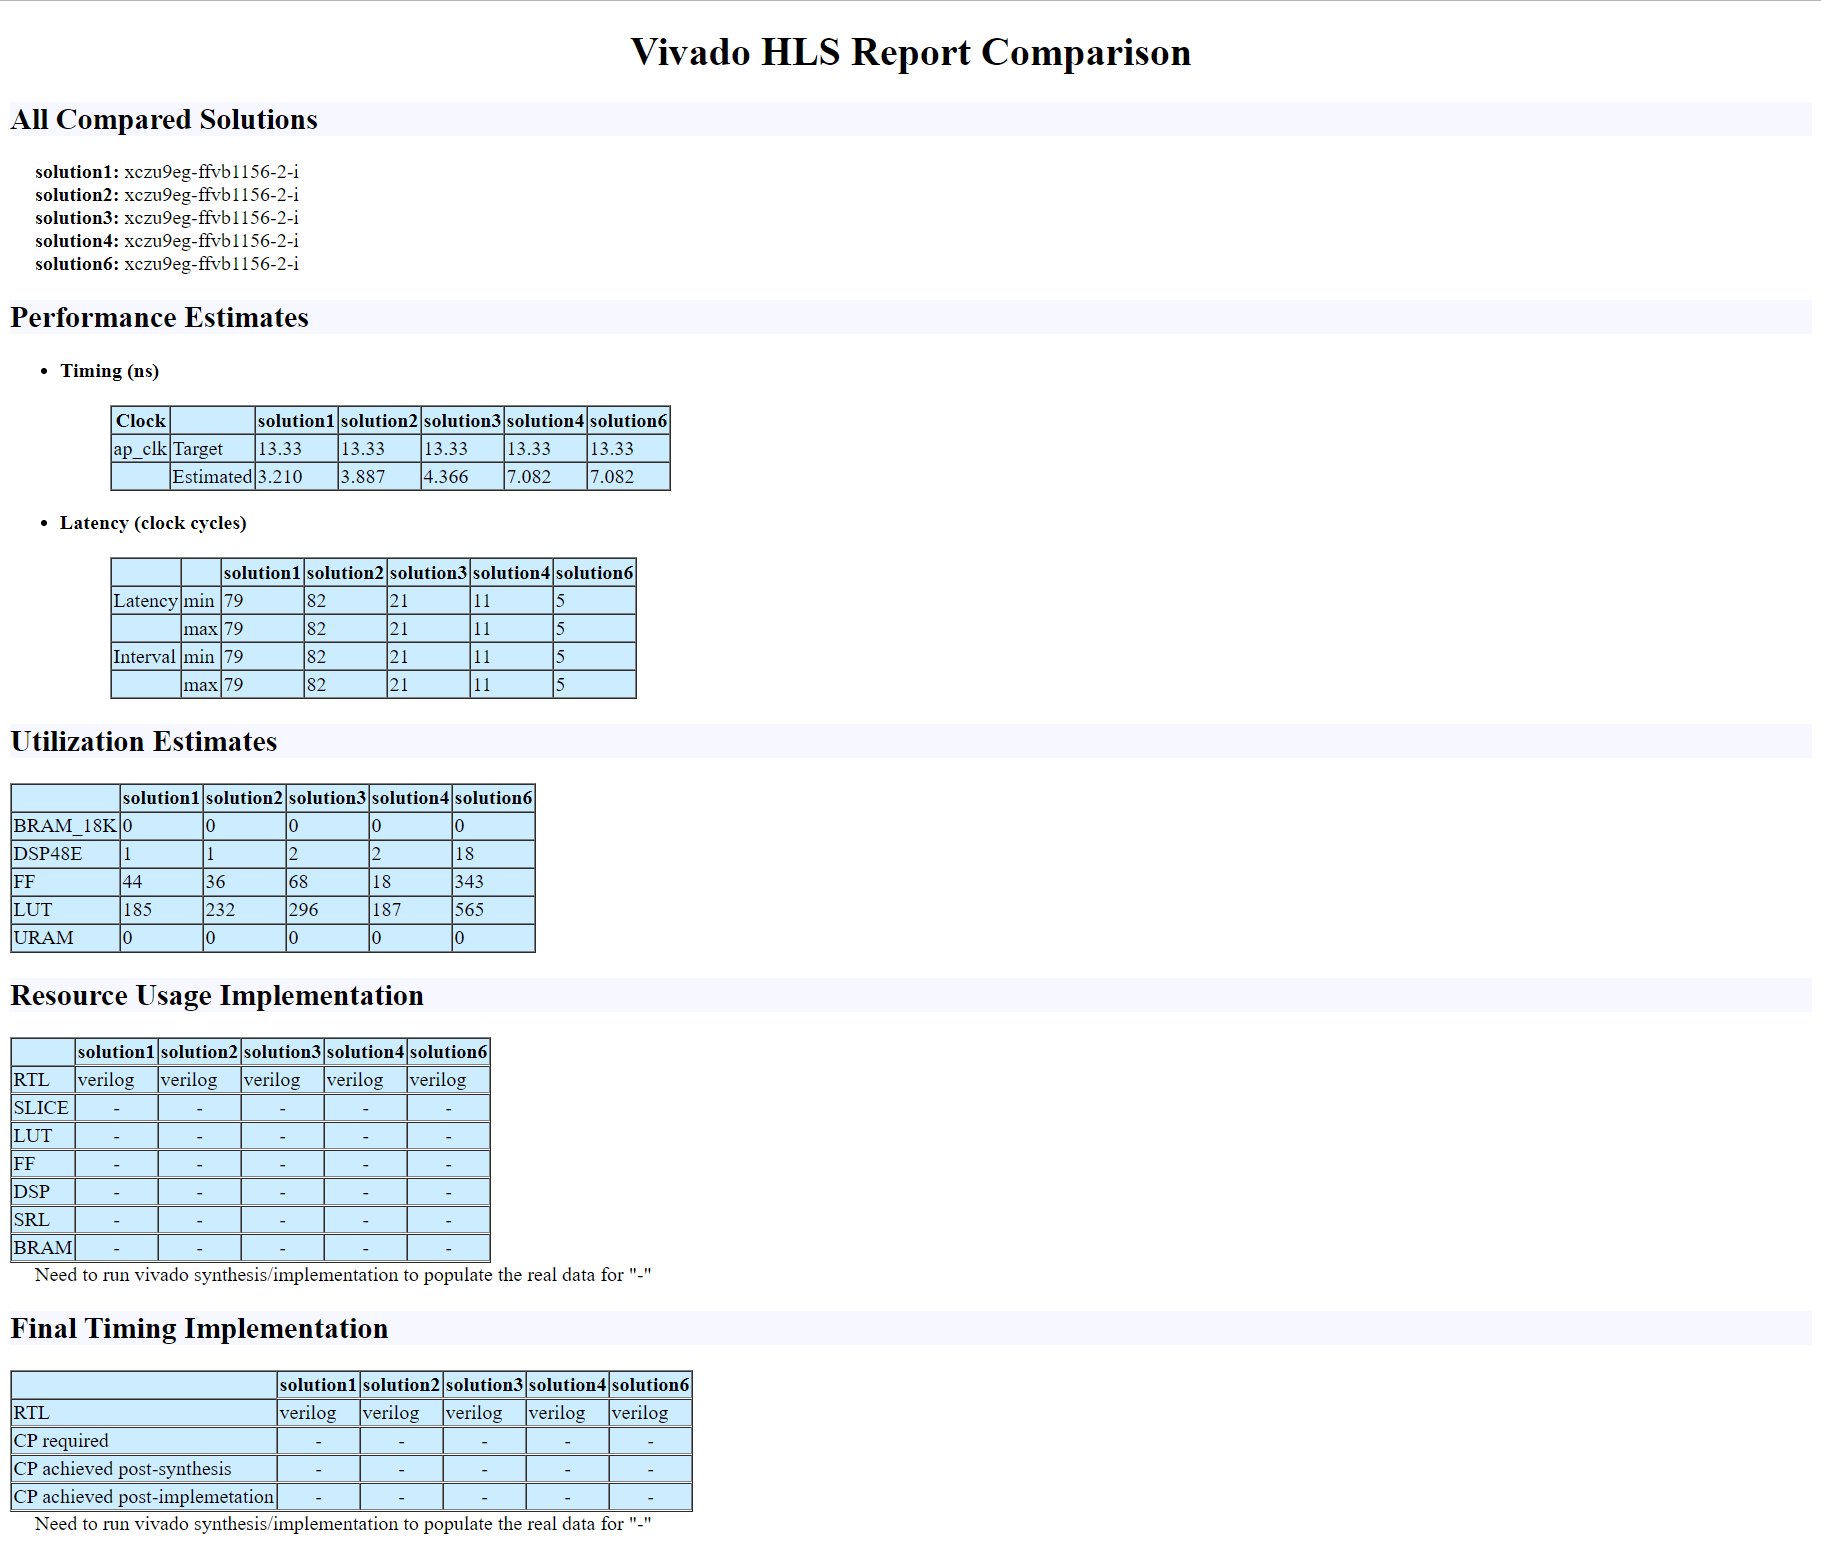 Vivado HLS Report Comparison
All Compared Solutions
solution1: xczu9eg-ffvb1156-2-i
solution2: xczu9eg-ffvb1156-2-i
solution3: xczu9eg-ffvb1156-2-i
solution4: xczu9eg-ffvb1156-2-i
solution6: xczu9eg-ffvb1156-2-i
Performance Estimates
• Timing (ns)
Clock solution1 solution2 solution3 solution4 solution6
ap_clk Target 13.33 13.33 13.33 13.33 13.33
Estimated 3.210 3.887 4.366 7.082 7.082
• Latency (clock cycles)
solution1 solution2 solution3 solution4 solution6
Latency min 79 82 21 11 5
max 79 82 21 11 5
Interval min 79 82 21 11 5
max 79 82 21 11 5
Utilization Estimates
solution1 solution2 solution3 solution4 solution6
BRAM_18K 0 0 0 0 0
DSP48E 1 1 2 2 18
FF 44 36 68 18 343
LUT 185 232 296 187 565
URAM 0 0 0 0 0
Resource Usage Implementation
solution1 solution2 solution3 solution4 solution6
RTL verilog verilog verilog verilog verilog
SLICE - - - - -
LUT - - - - -
FF - - - - -
DSP - - - - -
SRL - - - - -
BRAM - - - - -
Need to run vivado synthesis/implementation to populate the real data for "-"
Final Timing Implementation
solution1 solution2 solution3 solution4 solution6
RTL verilog verilog verilog verilog verilog
CP required - - - - -
CP achieved post-synthesis - - - - -
CP achieved post-implemetation - - - - -
Need to run vivado synthesis/implementation to populate the real data for "-"